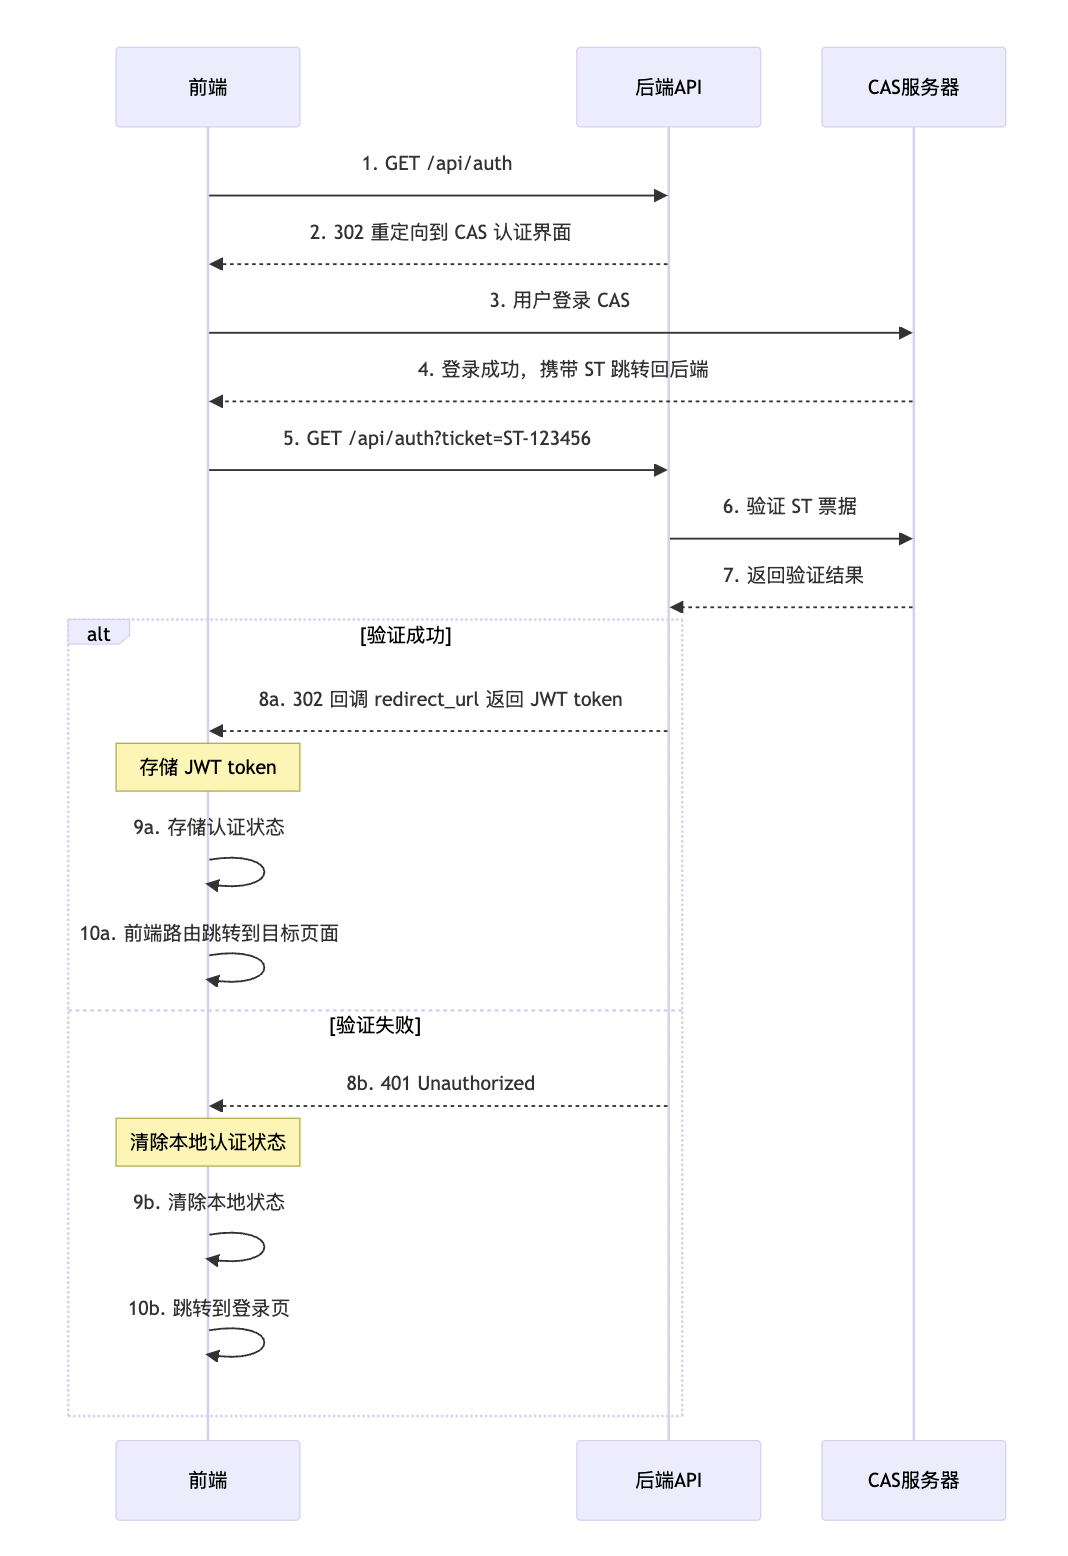 前端
后端API
CAS服务器
1. GET /api/auth
2. 302 重定向到 CAS 认证界面
3. 用户登录 CAS
4. 登录成功，携带 ST 跳转回后端
5. GET /api/auth?ticket=ST-123456
6. 验证 ST 票据
7. 返回验证结果
alt
[验证成功]
8a. 302 回调 redirect_url 返回 JWT token
存储 JWT token
9a. 存储认证状态
10a. 前端路由跳转到目标页面
[验证失败]
8b. 401 Unauthorized
清除本地认证状态
9b. 清除本地状态
10b. 跳转到登录页
前端
后端API
CAS服务器